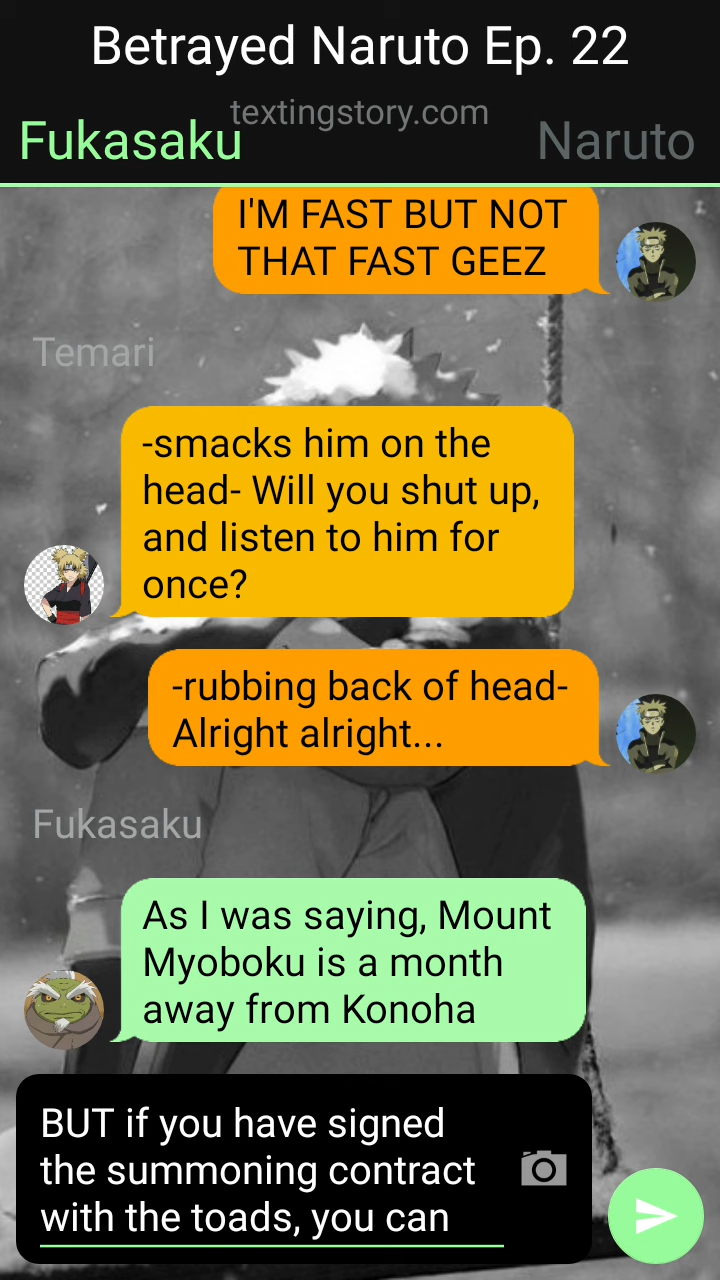 Betrayed Naruto Ep. 22
textingstory.com
Fukasaku
Naruto
I'M FAST BUT NOT
THAT FAST GEEZ
Temari
-smacks him on the
head- Will you shut up,
and listen to him for
once?
-rubbing back of head-
Alright alright...
Fukasaku
As I was saying, Mount
Myoboku is a month
away from Konoha
BUT if you have signed
the summoning contract
with the toads, you can